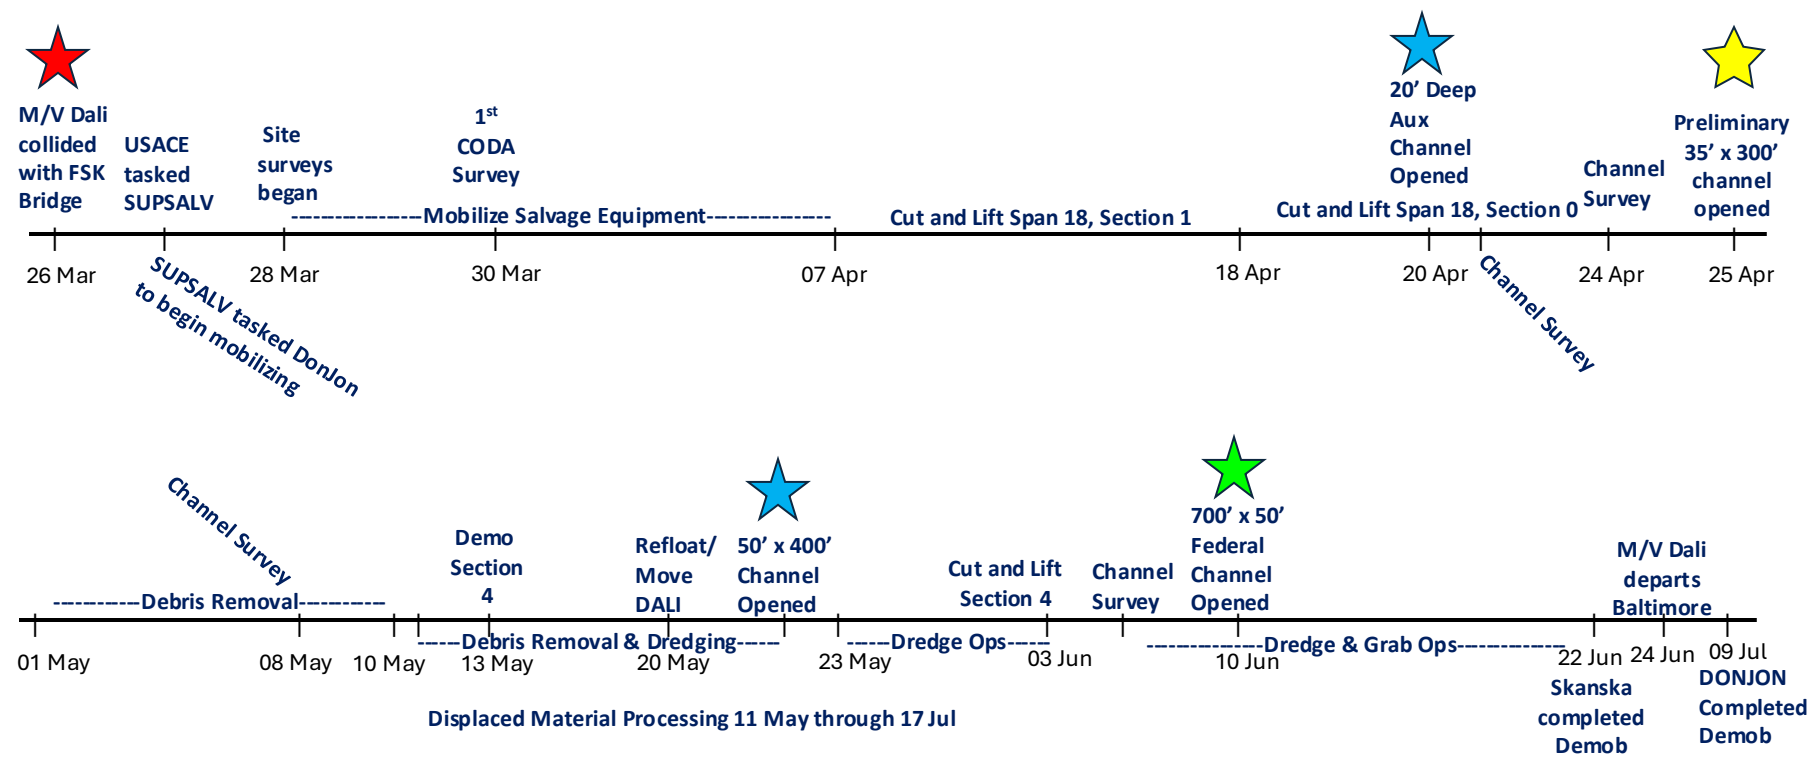 M/V Dali
collided
with FSK
Bridge
USACE
tasked
SUPSALV
Site
surveys
began
1st
CODA
Survey
20’ Deep
Aux
Channel
Opened
Channel
Survey
Preliminary
35’ x 300’
channel
opened
-----------------Mobilize Salvage Equipment-----------------
Cut and Lift Span 18, Section 1
Cut and Lift Span 18, Section 0
26 Mar
28 Mar
30 Mar
07 Apr
18 Apr
20 Apr
24 Apr
25 Apr
SUPSALV tasked DonJon
to begin mobilizing
Channel Survey
Channel Survey
-----------Debris Removal-----------
Demo
Section
4
Refloat/
Move
DALI
50’ x 400’
Channel
Opened
Cut and Lift
Section 4
Channel
Survey
700’ x 50’
Federal
Channel
Opened
M/V Dali
departs
Baltimore
------Debris Removal & Dredging------
------Dredge Ops------
---------------Dredge & Grab Ops--------------
01 May
08 May
10 May
13 May
20 May
23 May
03 Jun
10 Jun
22 Jun
24 Jun
09 Jul
Skanska
completed
Demob
DONJON
Completed
Demob
Displaced Material Processing 11 May through 17 Jul